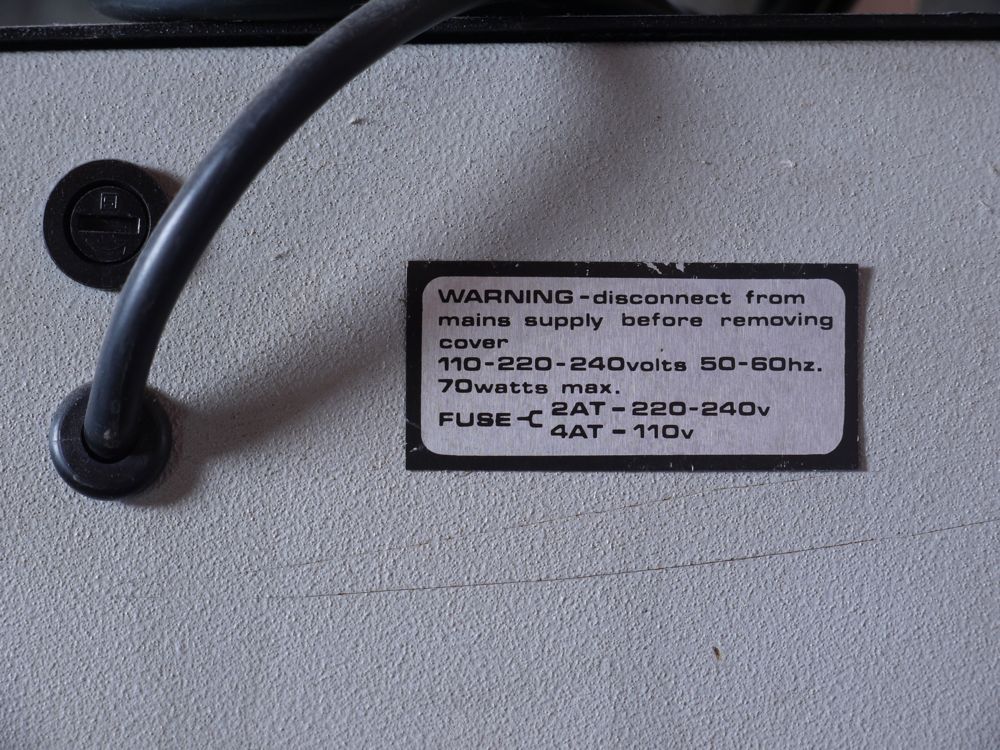 WARNING-disconnect from
mains supply before removing
cover
110-220-240volts 50-60hz.
70watts max.
FUSE 2AT-220-240v
4AT-110v